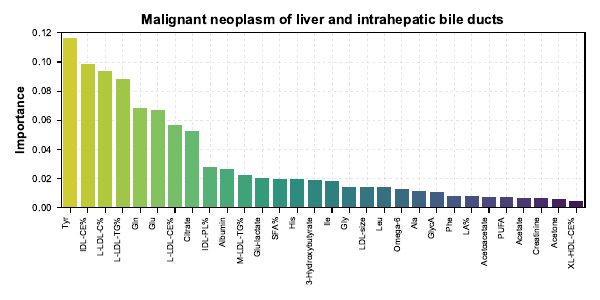 Malignant neoplasm of liver and intrahepatic bile ducts
Importance
0.12
0.10
0.08
0.06
0.04
0.02
0.00
Tyr
IDL-CE%
L-LDL-C%
L-LDL-TG%
Gln
Glu
L-LDL-CE%
Citrate
IDL-PL%
Albumin
M-LDL-TG%
Glu-lactate
SFA%
His
3-Hydroxybutyrate
Ile
Gly
LDL-size
Leu
Omega-6
Ala
GlycA
Phe
LA%
Acetoacetate
PUFA
Acetate
Creatinine
Acetone
XL-HDL-CE%